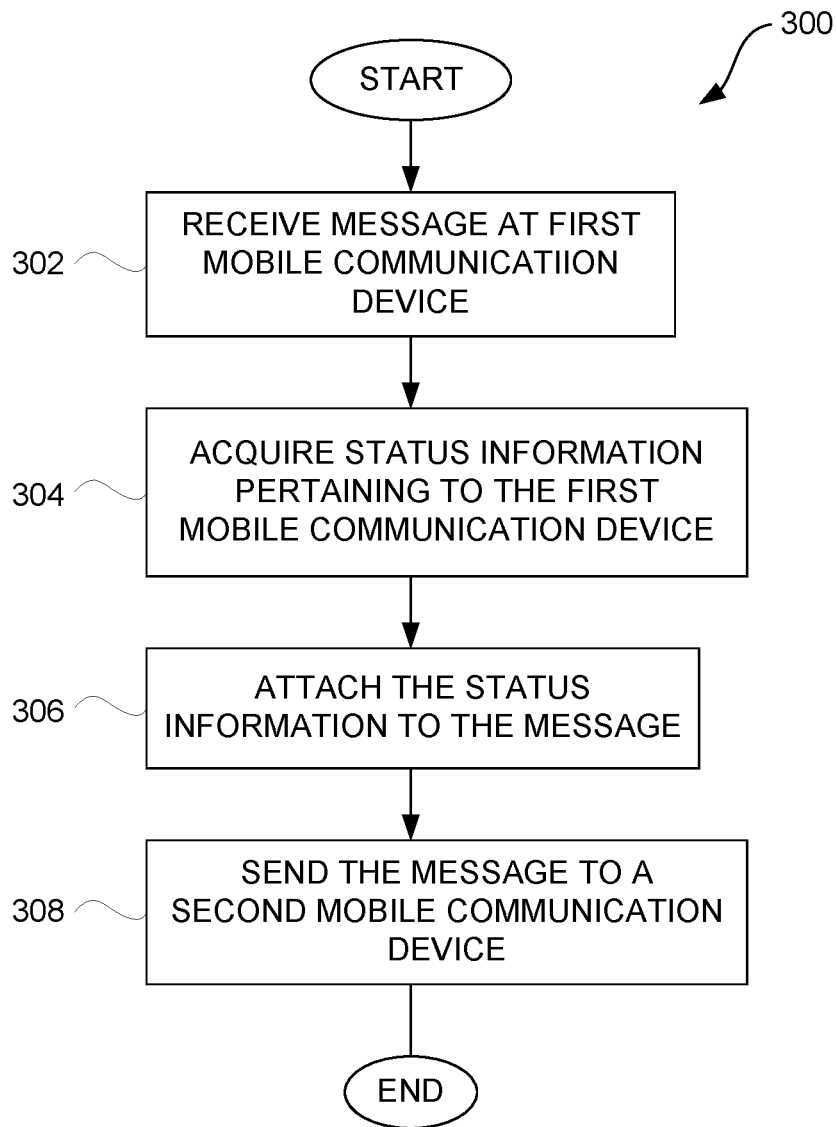 300
START
302
RECEIVE MESSAGE AT FIRST
MOBILE COMMUNICATIION
DEVICE
304
ACQUIRE STATUS INFORMATION
PERTAINING TO THE FIRST
MOBILE COMMUNICATION DEVICE
306
ATTACH THE STATUS
INFORMATION TO THE MESSAGE
308
SEND THE MESSAGE TO A
SECOND MOBILE COMMUNICATION
DEVICE
END